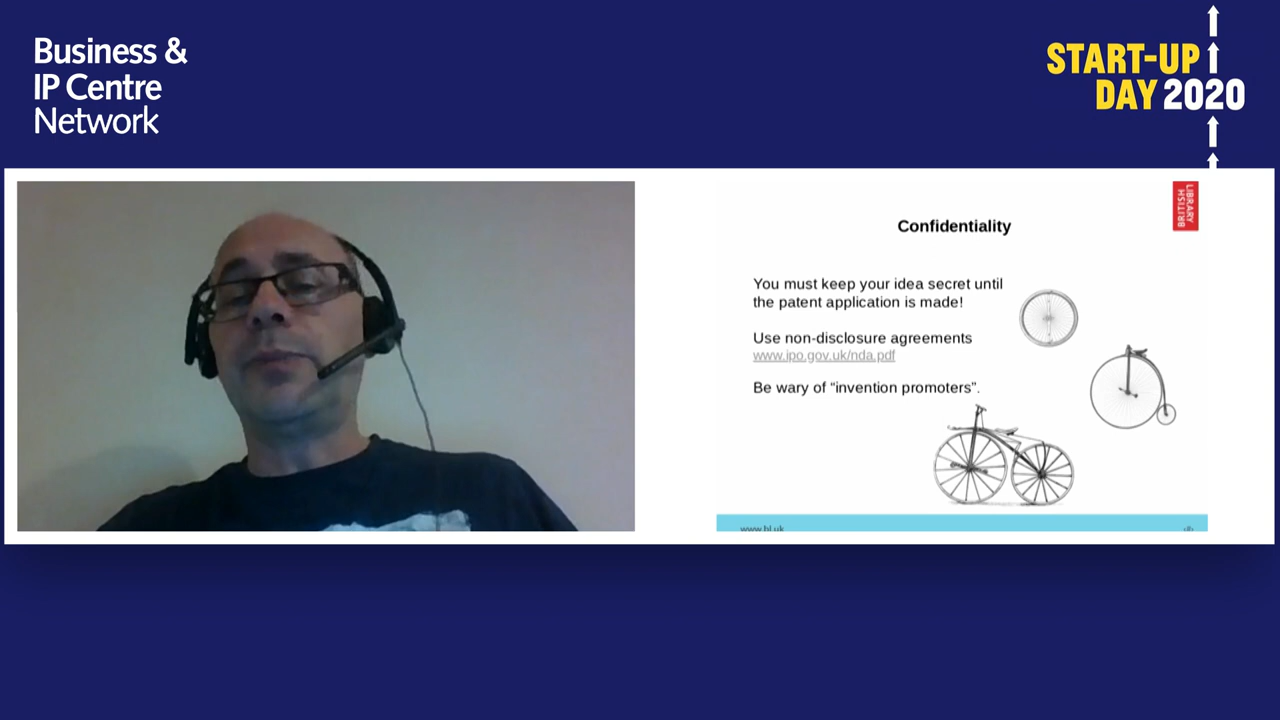 Business &
IP Centre
Network
START-UP
DAY 2020
BRITISH
LIBRARY
Confidentiality
You must keep your idea secret until
the patent application is made!
Use non-disclosure agreements
www.ipo.gov.uk/nda.pdf
Be wary of “invention promoters”.
www.bl.uk